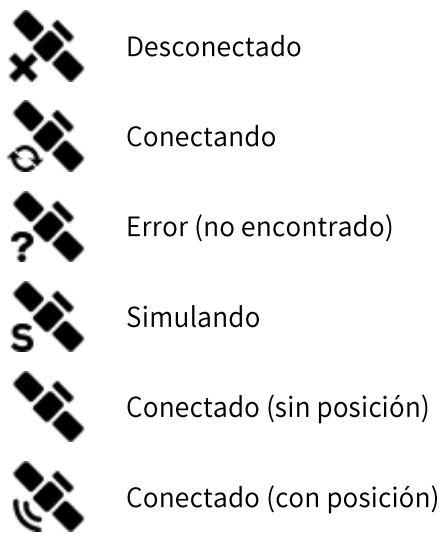 Desconectado
Conectando
? Error (no encontrado)
S Simulando
Conectado (sin posición)
Conectado (con posición)